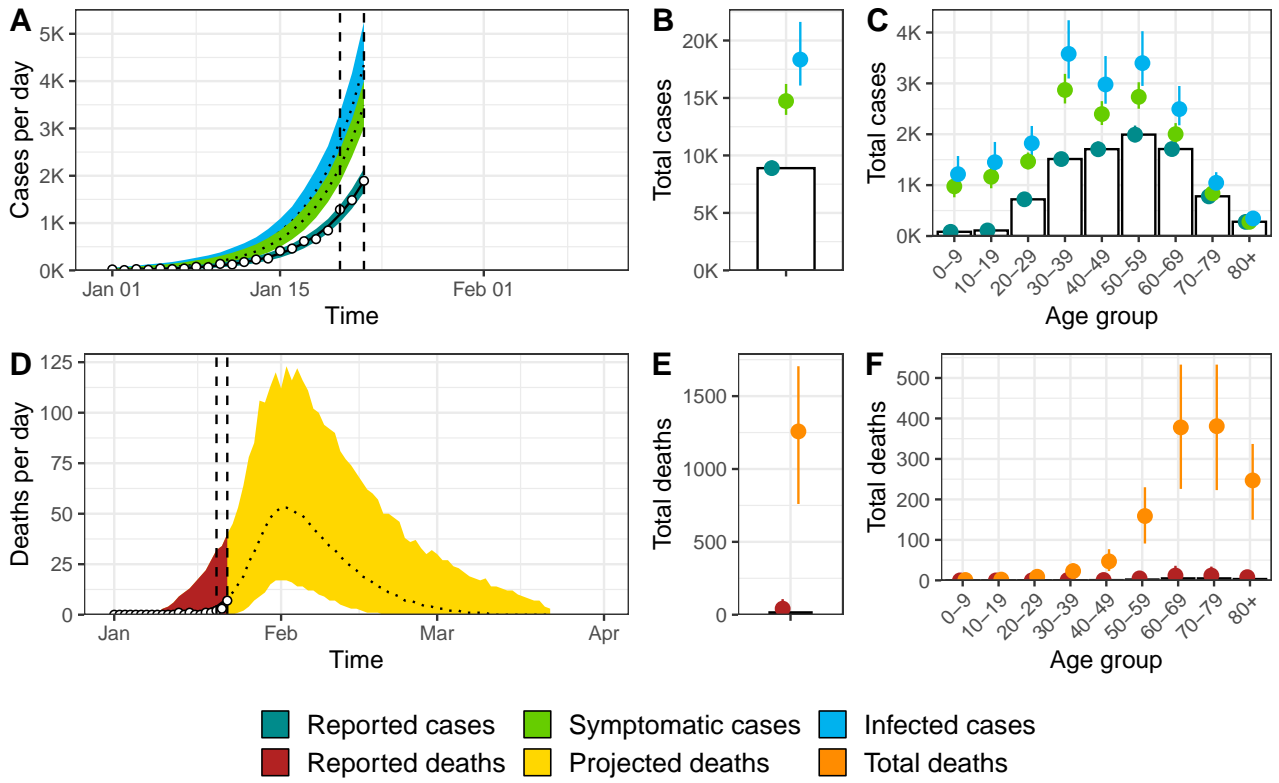 A
Cases per day
5K
4K
3K
2K
1K
0K
Jan 01
Jan 15
Feb 01
Time
B
Total cases
20K
15K
10K
5K
0K
C
Total cases
4K
3K
2K
1K
0K
0−9
10−19
20−29
30−39
40−49
50−59
60−69
70−79
80+
Age group
D
Deaths per day
125
100
75
50
25
0
Jan
Feb
Mar
Apr
Time
E
Total deaths
1500
1000
500
0
F
Total deaths
500
400
300
200
100
0
0−9
10−19
20−29
30−39
40−49
50−59
60−69
70−79
80+
Age group
Reported cases
Symptomatic cases
Infected cases
Reported deaths
Projected deaths
Total deaths